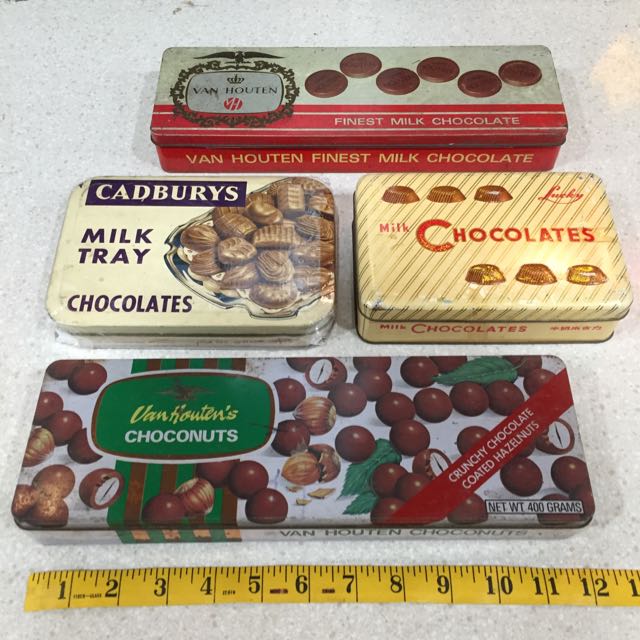 VAN HOUTEN
VH
FINEST MILK CHOCOLATE
VAN HOUTEN FINEST MILK CHOCOLATE
CADBURYS
MILK
TRAY
CHOCOLATES
Lucky
Milk CHOCOLATES
Milk CHOCOLATES
Van Houten's
CHOCONUTS
CRUNCHY CHOCOLATE
COATED HAZELNUTS
NET WT. 400 GRAMS
VAN HOUTEN CHOCONUTS
1 2 3 4 5 6 7 8 9 10 11 12